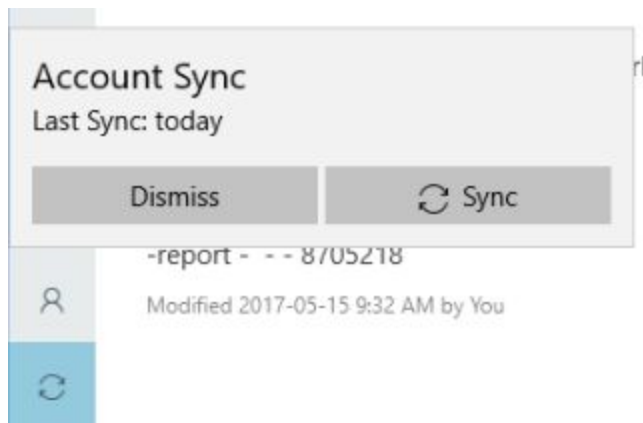 Account Sync
Last Sync: today
Dismiss
Sync
-report - - - 8705218
Modified 2017-05-15 9:32 AM by You